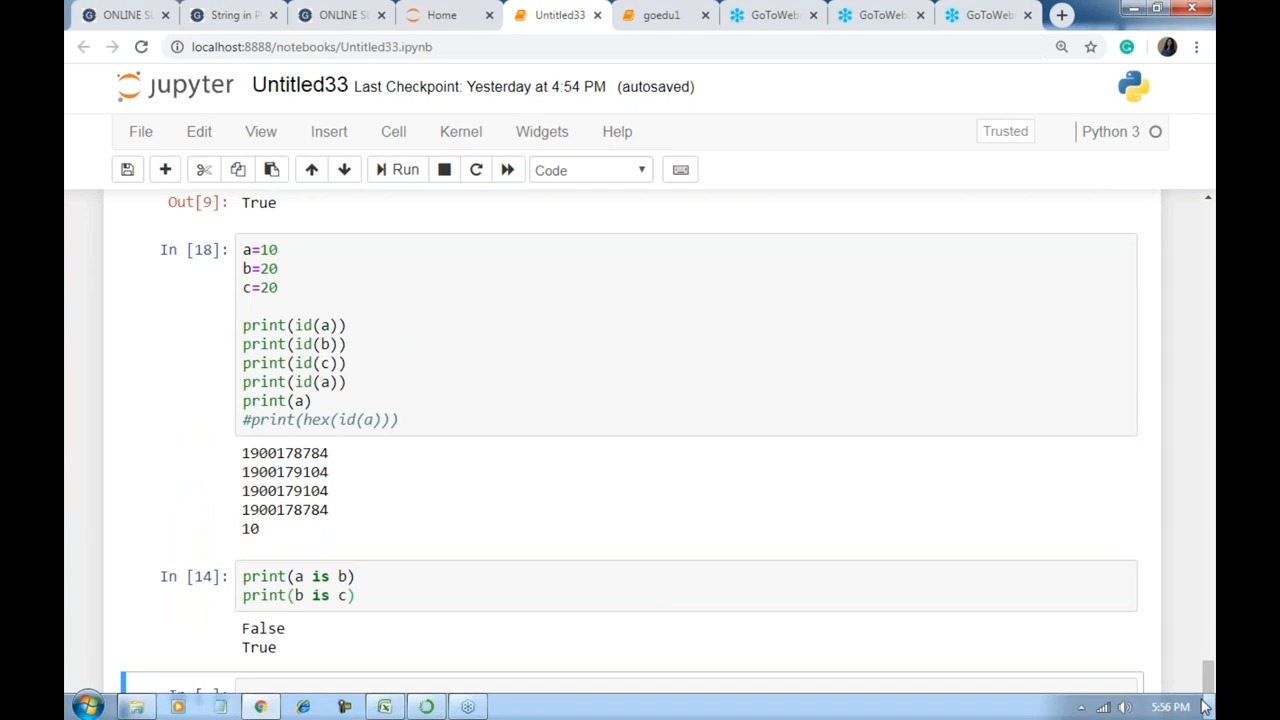 ONLINE S
String in P
ONLINE S
Home
Untitled33
goedu1
GoToWeb
GoToWeb
GoToWeb
localhost:8888/notebooks/Untitled33.ipynb
jupyter Untitled33 Last Checkpoint: Yesterday at 4:54 PM (autosaved)
File Edit View Insert Cell Kernel Widgets Help Trusted Python 3
Run Code
Out[9]: True
In [18]: a=10
b=20
c=20
print(id(a))
print(id(b))
print(id(c))
print(id(a))
print(a)
#print(hex(id(a)))
1900178784
1900179104
1900179104
1900178784
10
In [14]: print(a is b)
print(b is c)
False
True
In [ ]:
5:56 PM